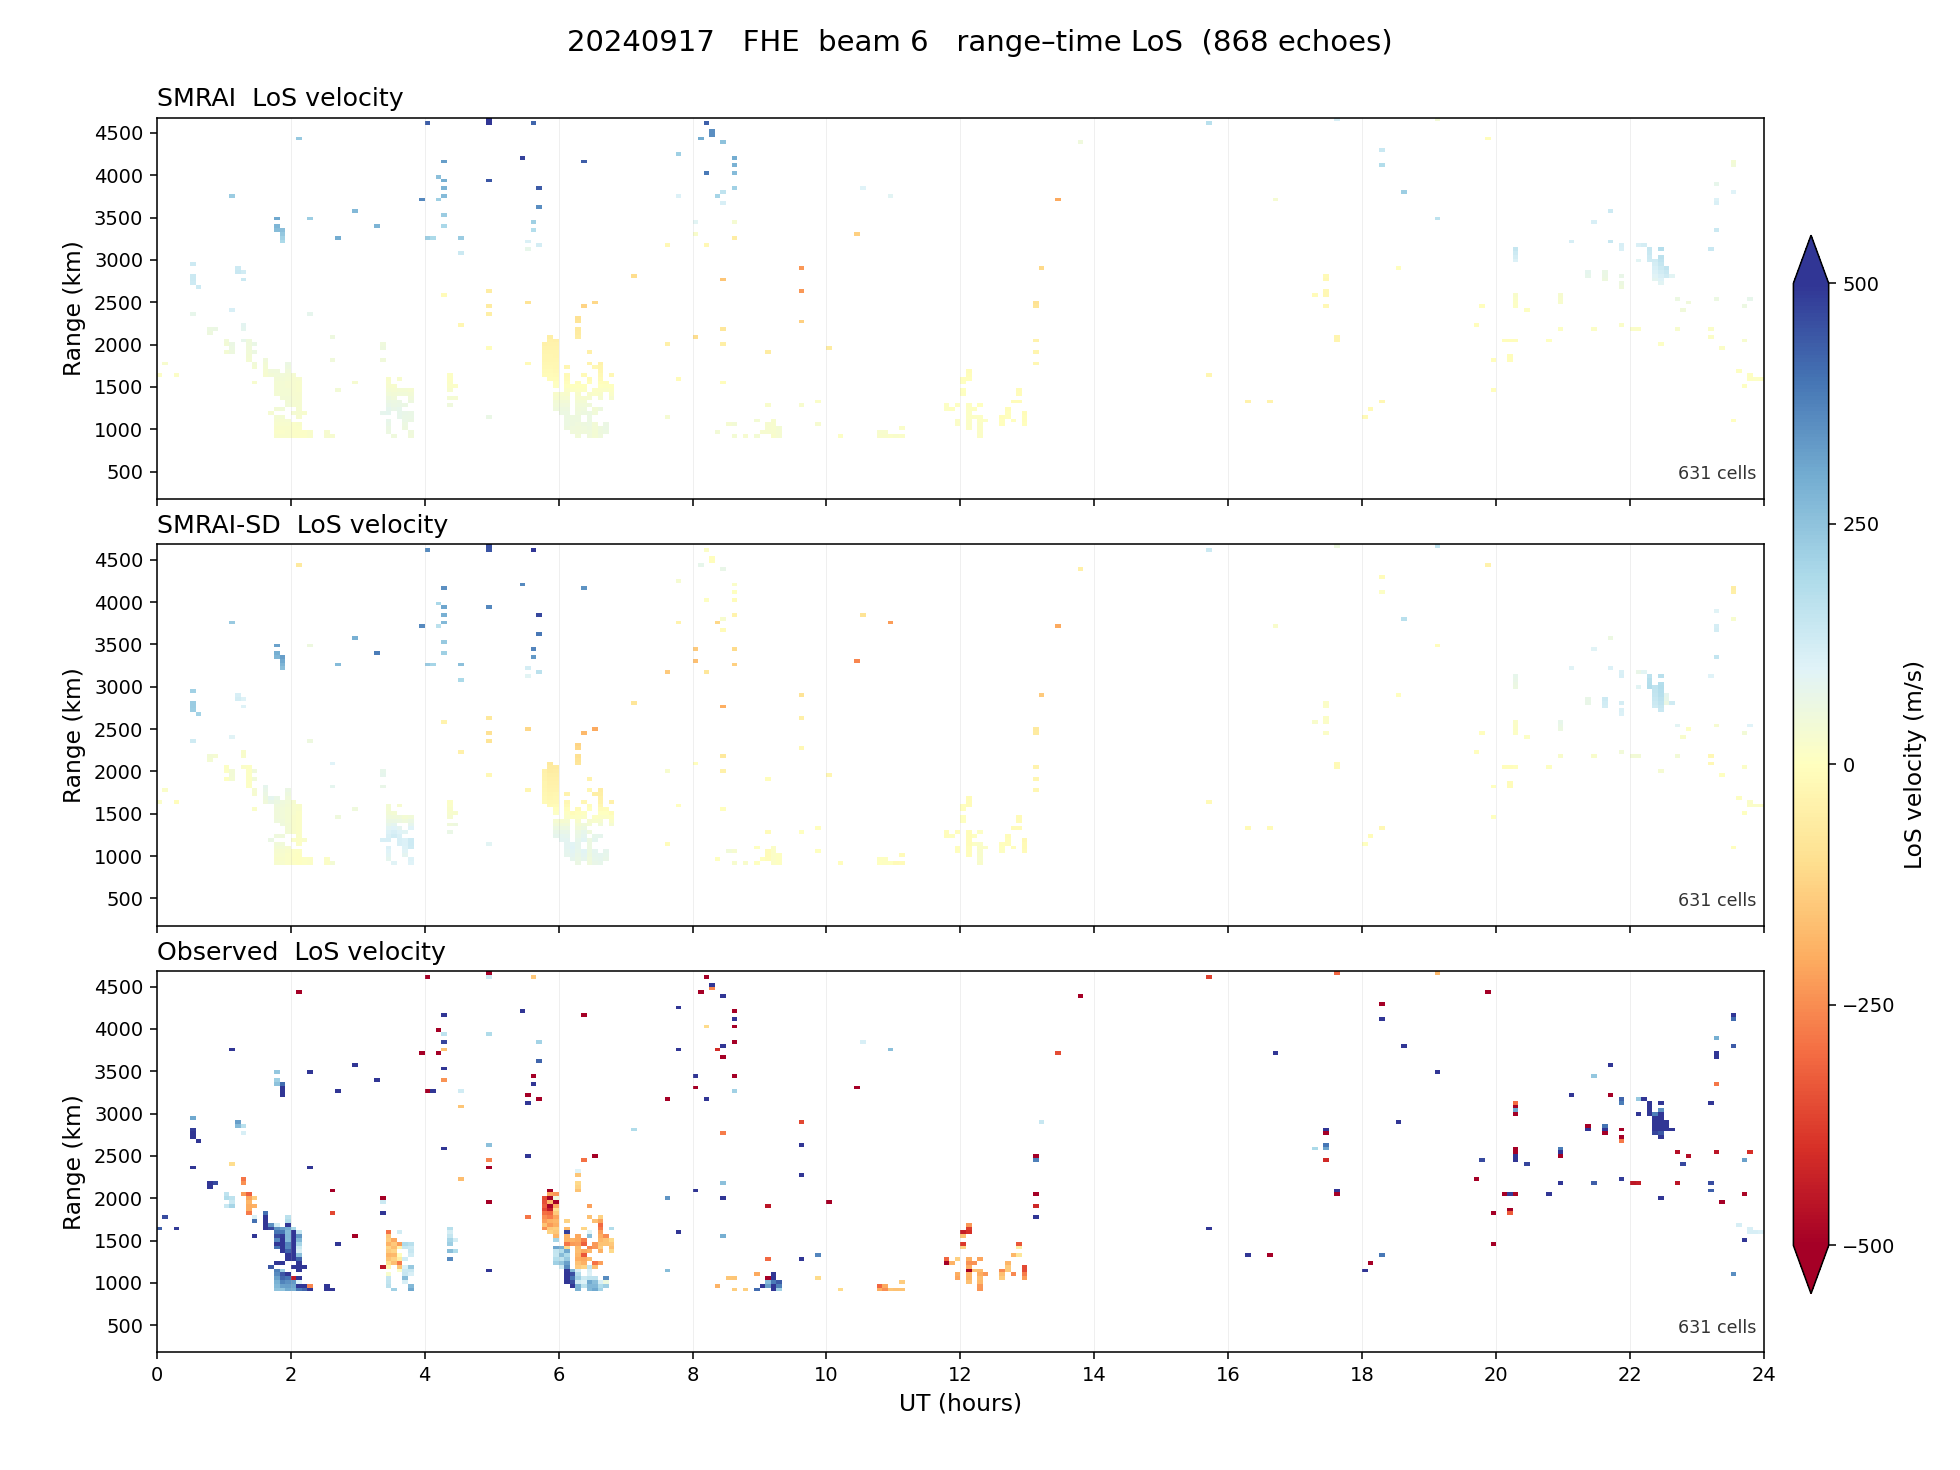 20240917   FHE  beam 6   range–time LoS  (868 echoes)
SMRAI  LoS velocity
4500
4000
3500
3000
2500
2000
1500
1000
500
Range (km)
631 cells
SMRAI-SD  LoS velocity
4500
4000
3500
3000
2500
2000
1500
1000
500
Range (km)
631 cells
Observed  LoS velocity
4500
4000
3500
3000
2500
2000
1500
1000
500
Range (km)
631 cells
0 2 4 6 8 10 12 14 16 18 20 22 24
UT (hours)
500
250
0
−250
−500
LoS velocity (m/s)